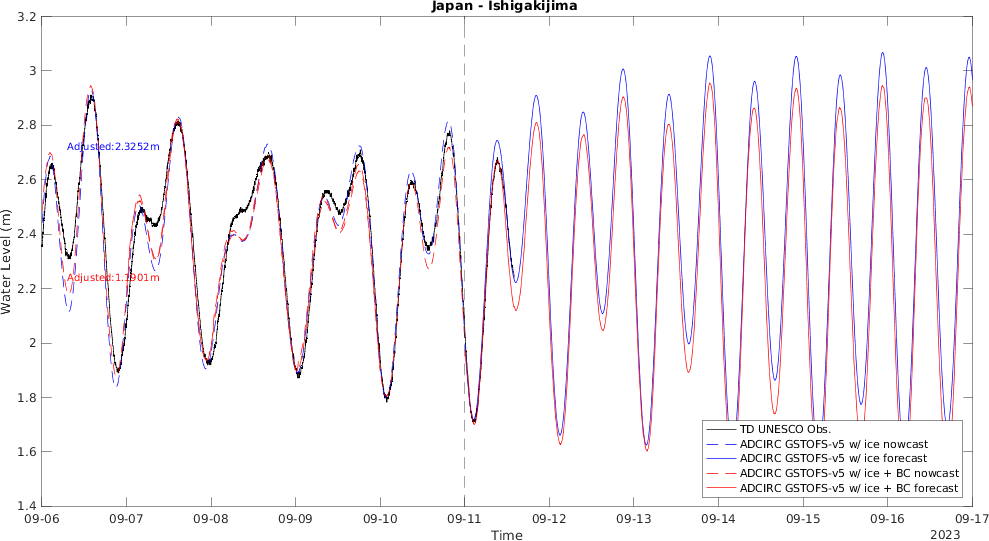 Japan - Ishigakijima
3.2
3
2.8
2.6
2.4
2.2
2
1.8
1.6
1.4
Water Level (m)
Adjusted:2.3252m
Adjusted:1.1901m
TD UNESCO Obs.
ADCIRC GSTOFS-v5 w/ ice nowcast
ADCIRC GSTOFS-v5 w/ ice forecast
ADCIRC GSTOFS-v5 w/ ice + BC nowcast
ADCIRC GSTOFS-v5 w/ ice + BC forecast
09-06 09-07 09-08 09-09 09-10 09-11 09-12 09-13 09-14 09-15 09-16 09-17
Time
2023